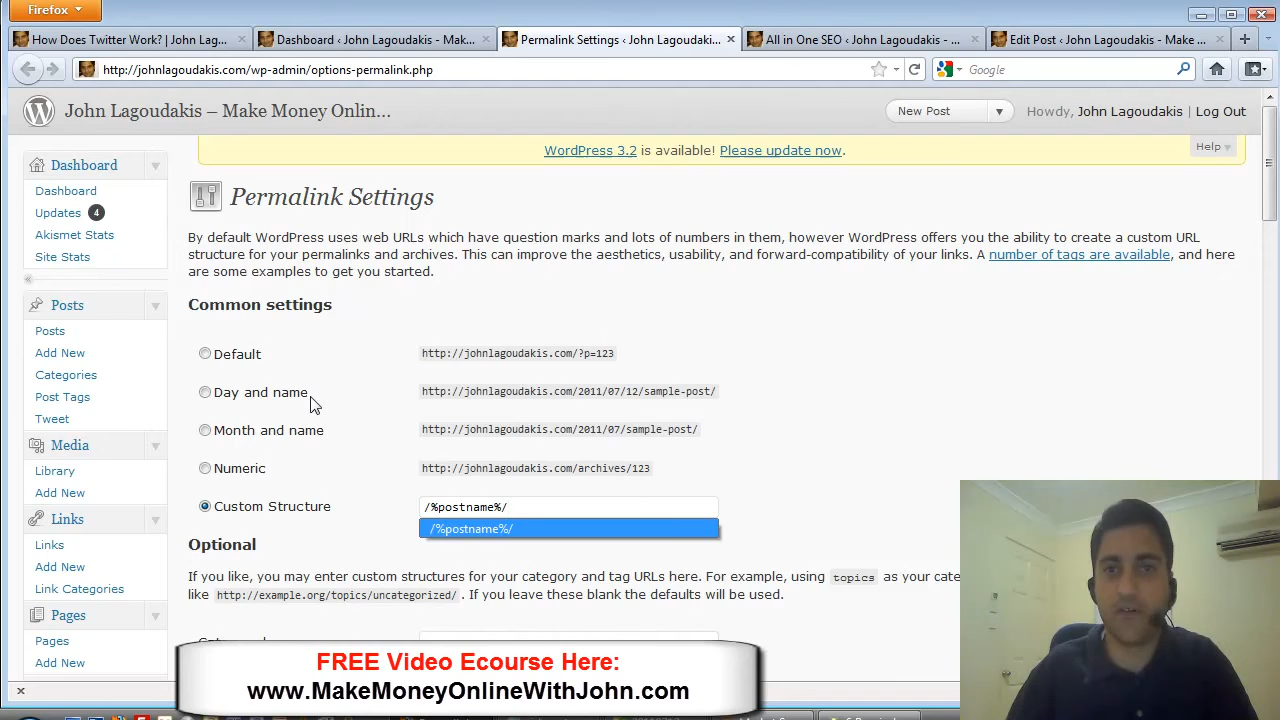 Firefox
How Does Twitter Work? | John Lag...
Dashboard ‹ John Lagoudakis - Mak...
Permalink Settings ‹ John Lagoudaki...
All in One SEO ‹ John Lagoudakis - ...
Edit Post ‹ John Lagoudakis - Make ...
http://johnlagoudakis.com/wp-admin/options-permalink.php
Google
John Lagoudakis – Make Money Onlin...
New Post
Howdy, John Lagoudakis | Log Out
WordPress 3.2 is available! Please update now.
Help
Dashboard
Dashboard
Updates 4
Akismet Stats
Site Stats
Posts
Posts
Add New
Categories
Post Tags
Tweet
Media
Library
Add New
Links
Links
Add New
Link Categories
Pages
Pages
Add New
Permalink Settings
By default WordPress uses web URLs which have question marks and lots of numbers in them, however WordPress offers you the ability to create a custom URL
structure for your permalinks and archives. This can improve the aesthetics, usability, and forward-compatibility of your links. A number of tags are available, and here
are some examples to get you started.
Common settings
Default http://johnlagoudakis.com/?p=123
Day and name http://johnlagoudakis.com/2011/07/12/sample-post/
Month and name http://johnlagoudakis.com/2011/07/sample-post/
Numeric http://johnlagoudakis.com/archives/123
Custom Structure /%postname%/
/%postname%/
Optional
If you like, you may enter custom structures for your category and tag URLs here. For example, using topics as your cate
like http://example.org/topics/uncategorized/ . If you leave these blank the defaults will be used.
FREE Video Ecourse Here:
www.MakeMoneyOnlineWithJohn.com